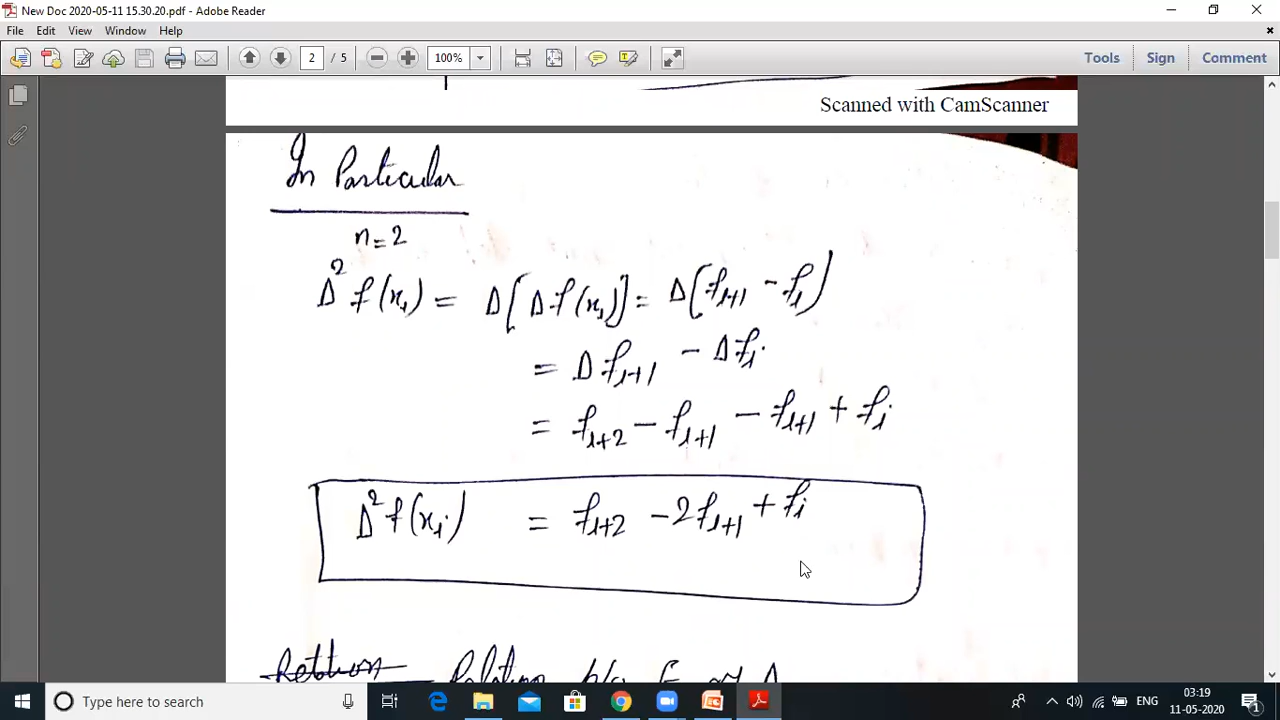 New Doc 2020-05-11 15.30.20.pdf - Adobe Reader
File Edit View Window Help
2 / 5 100% Tools Sign Comment
Scanned with CamScanner
In Particular
n=2
Δ² f(xᵢ) = Δ[Δf(xᵢ)] = Δ(fᵢ₊₁ - fᵢ)
= Δfᵢ₊₁ - Δfᵢ
= fᵢ₊₂ - fᵢ₊₁ - fᵢ₊₁ + fᵢ
Δ² f(xᵢ) = fᵢ₊₂ - 2fᵢ₊₁ + fᵢ
Relation b/w E
Type here to search
ENG
03:19
11-05-2020